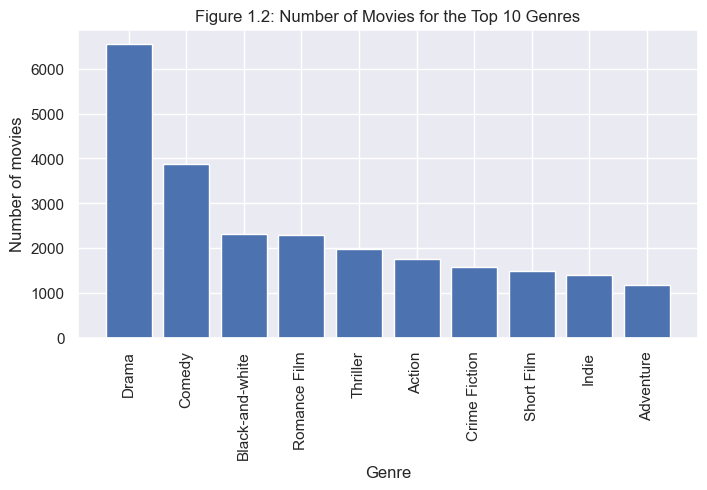 Figure 1.2: Number of Movies for the Top 10 Genres
Number of movies
6000
5000
4000
3000
2000
1000
0
Drama
Comedy
Black-and-white
Romance Film
Thriller
Action
Crime Fiction
Short Film
Indie
Adventure
Genre